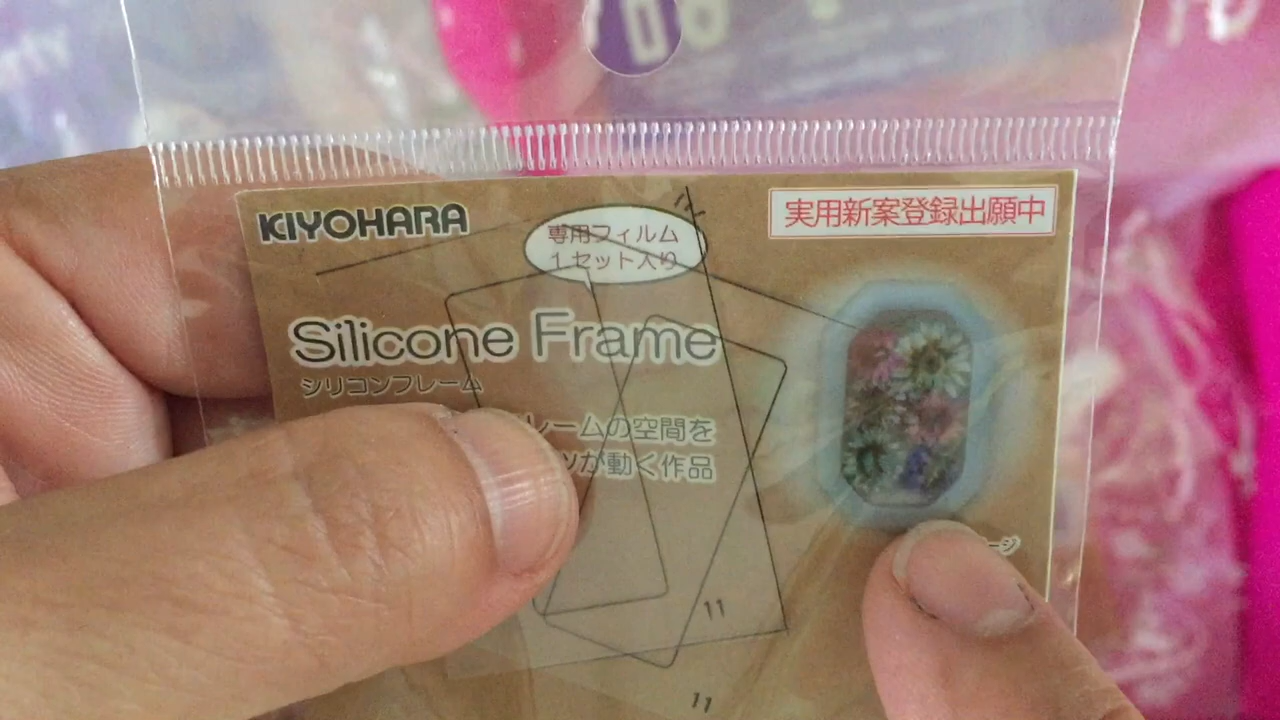 KIYOHARA
専用フィルム
1セット入り
実用新案登録出願中
Silicone Frame
シリコンフレーム
レームの空間を
が動く作品
ージ
11
11